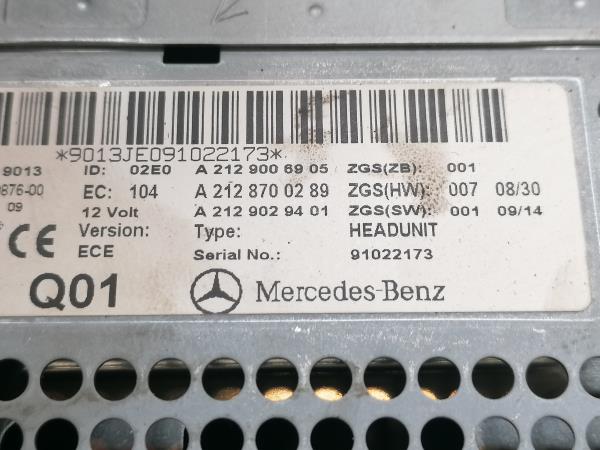 *9013JE091022173*
9013 ID: 02E0 A 212 900 69 05 ZGS(ZB): 001
876-00 EC: 104 A 212 870 02 89 ZGS(HW): 007 08/30
09 12 Volt A 212 902 94 01 ZGS(SW): 001 09/14
CE Version: Type: HEADUNIT
ECE Serial No.: 91022173
Q01 Mercedes-Benz